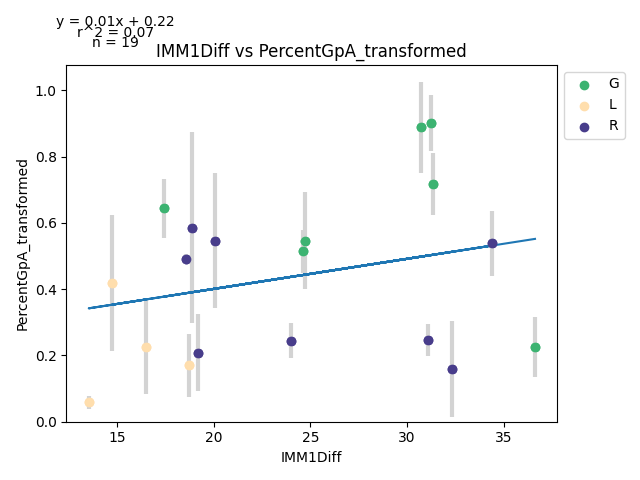 y = 0.01x + 0.22
r^2 = 0.07
n = 19
IMM1Diff vs PercentGpA_transformed
G
L
R
1.0
0.8
0.6
0.4
0.2
0.0
PercentGpA_transformed
15 20 25 30 35
IMM1Diff